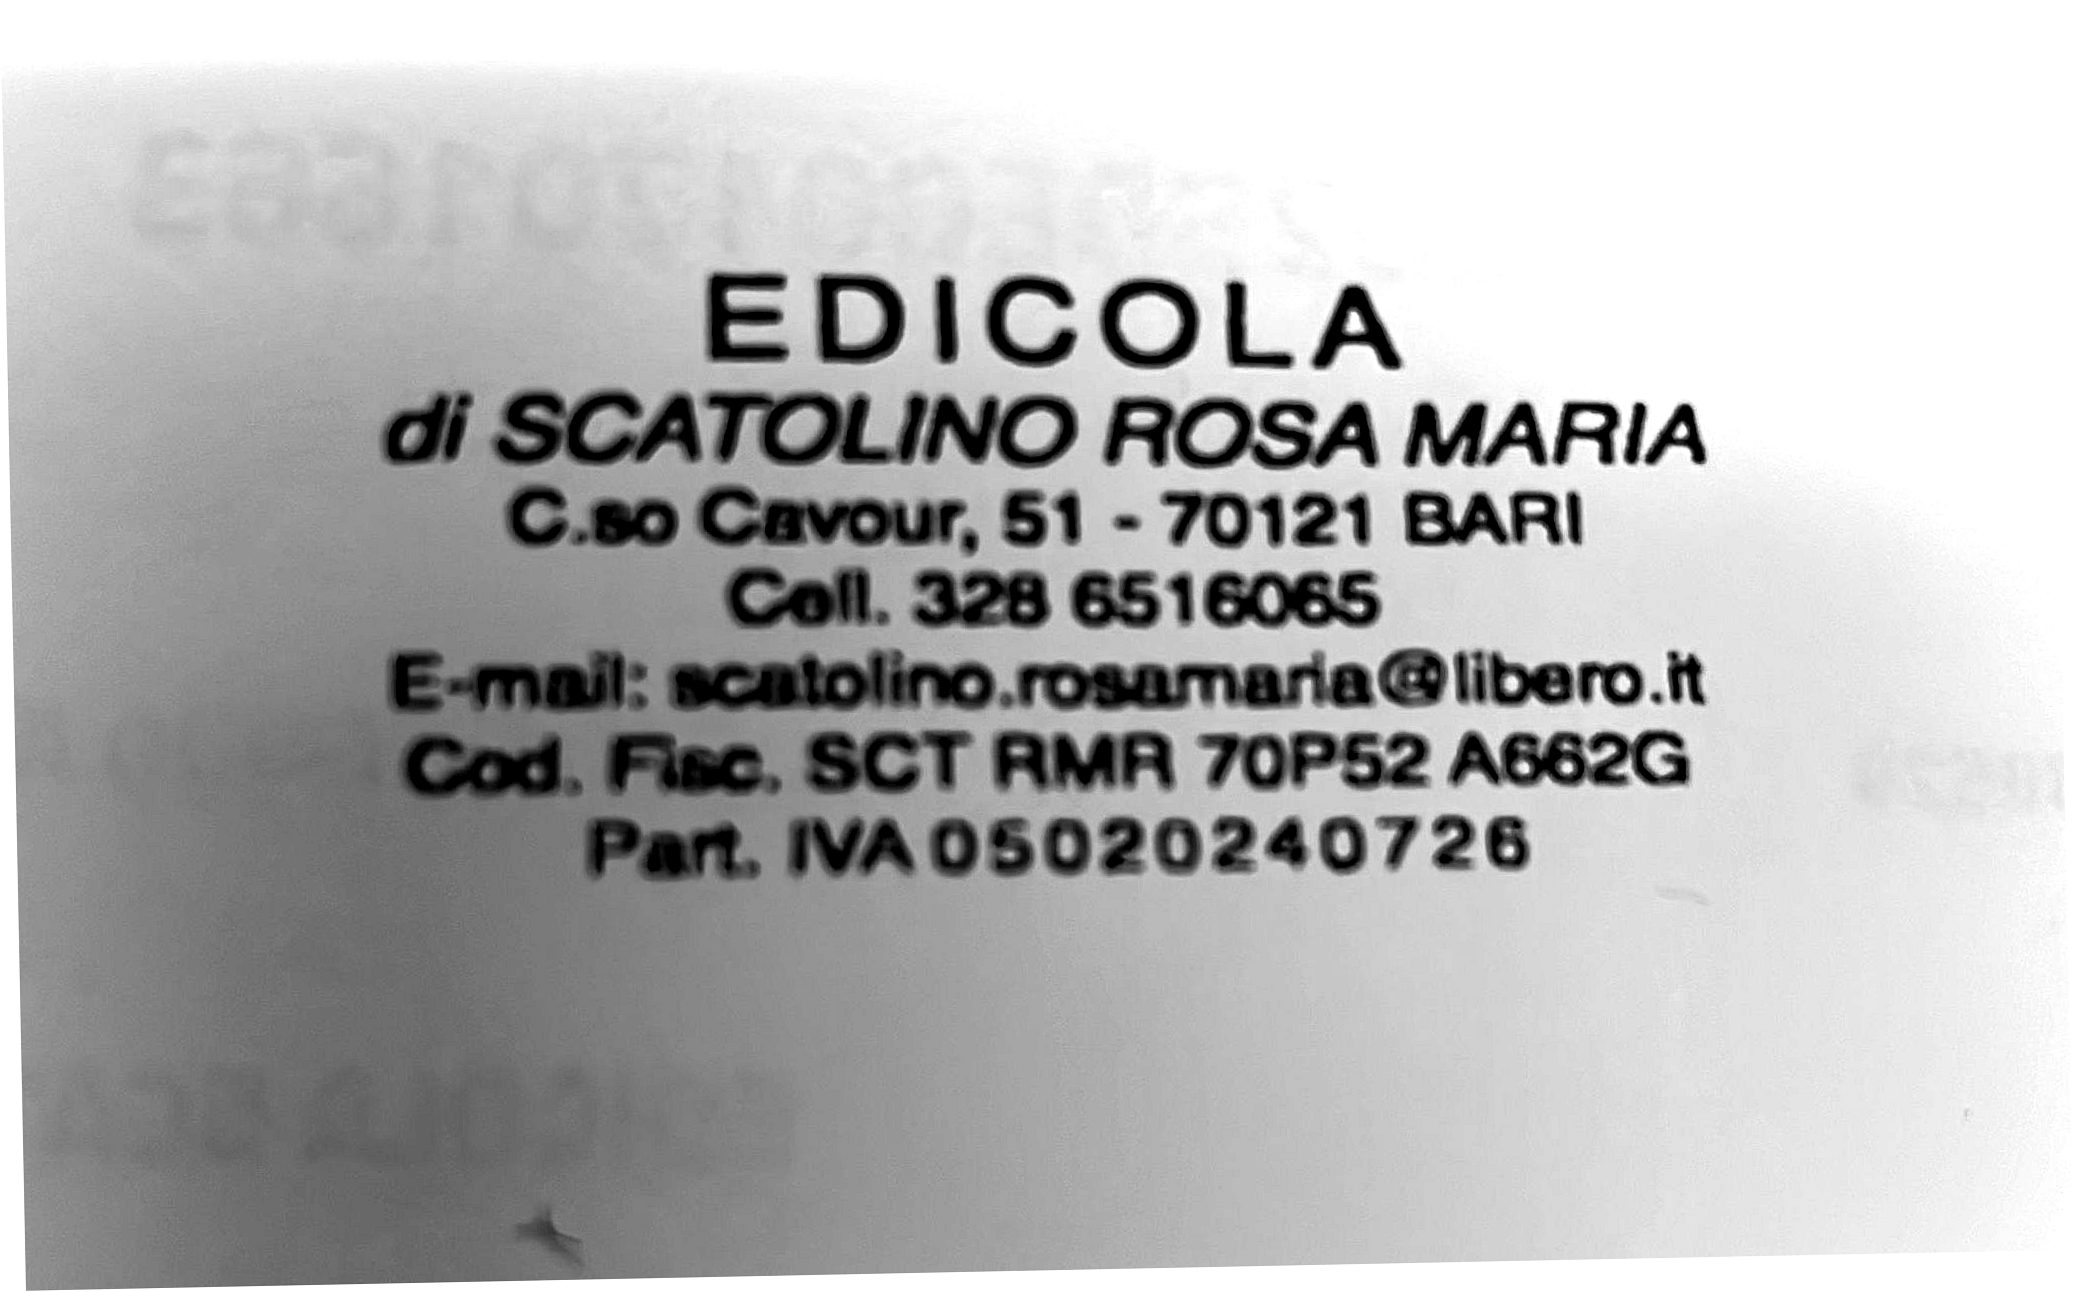 EDICOLA
di SCATOLINO ROSA MARIA
C.so Cavour, 51 - 70121 BARI
Cell. 328 6516065
E-mail: scatolino.rosamaria@libero.it
Cod. Fisc. SCT RMR 70P52 A662G
Part. IVA 05020240726